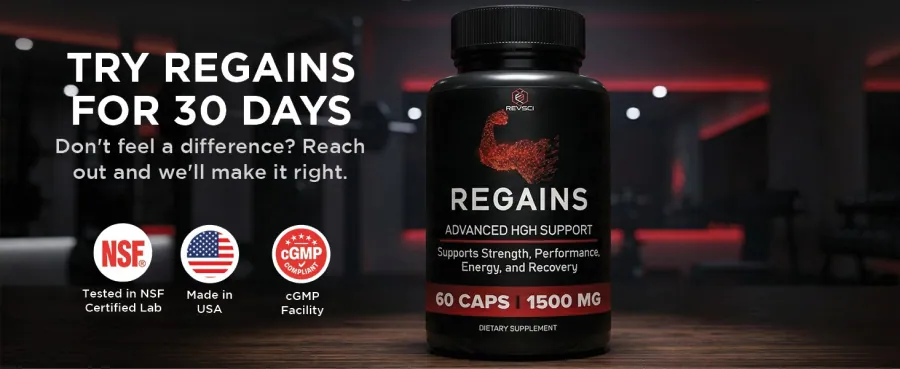 TRY REGAINS
FOR 30 DAYS
Don't feel a difference? Reach
out and we'll make it right.
NSF®
Tested in NSF
Certified Lab
Made in
USA
cGMP
COMPLIANT
cGMP
Facility
REVSCI
REGAINS
ADVANCED HGH SUPPORT
Supports Strength, Performance,
Energy, and Recovery
60 CAPS | 1500 MG
DIETARY SUPPLEMENT